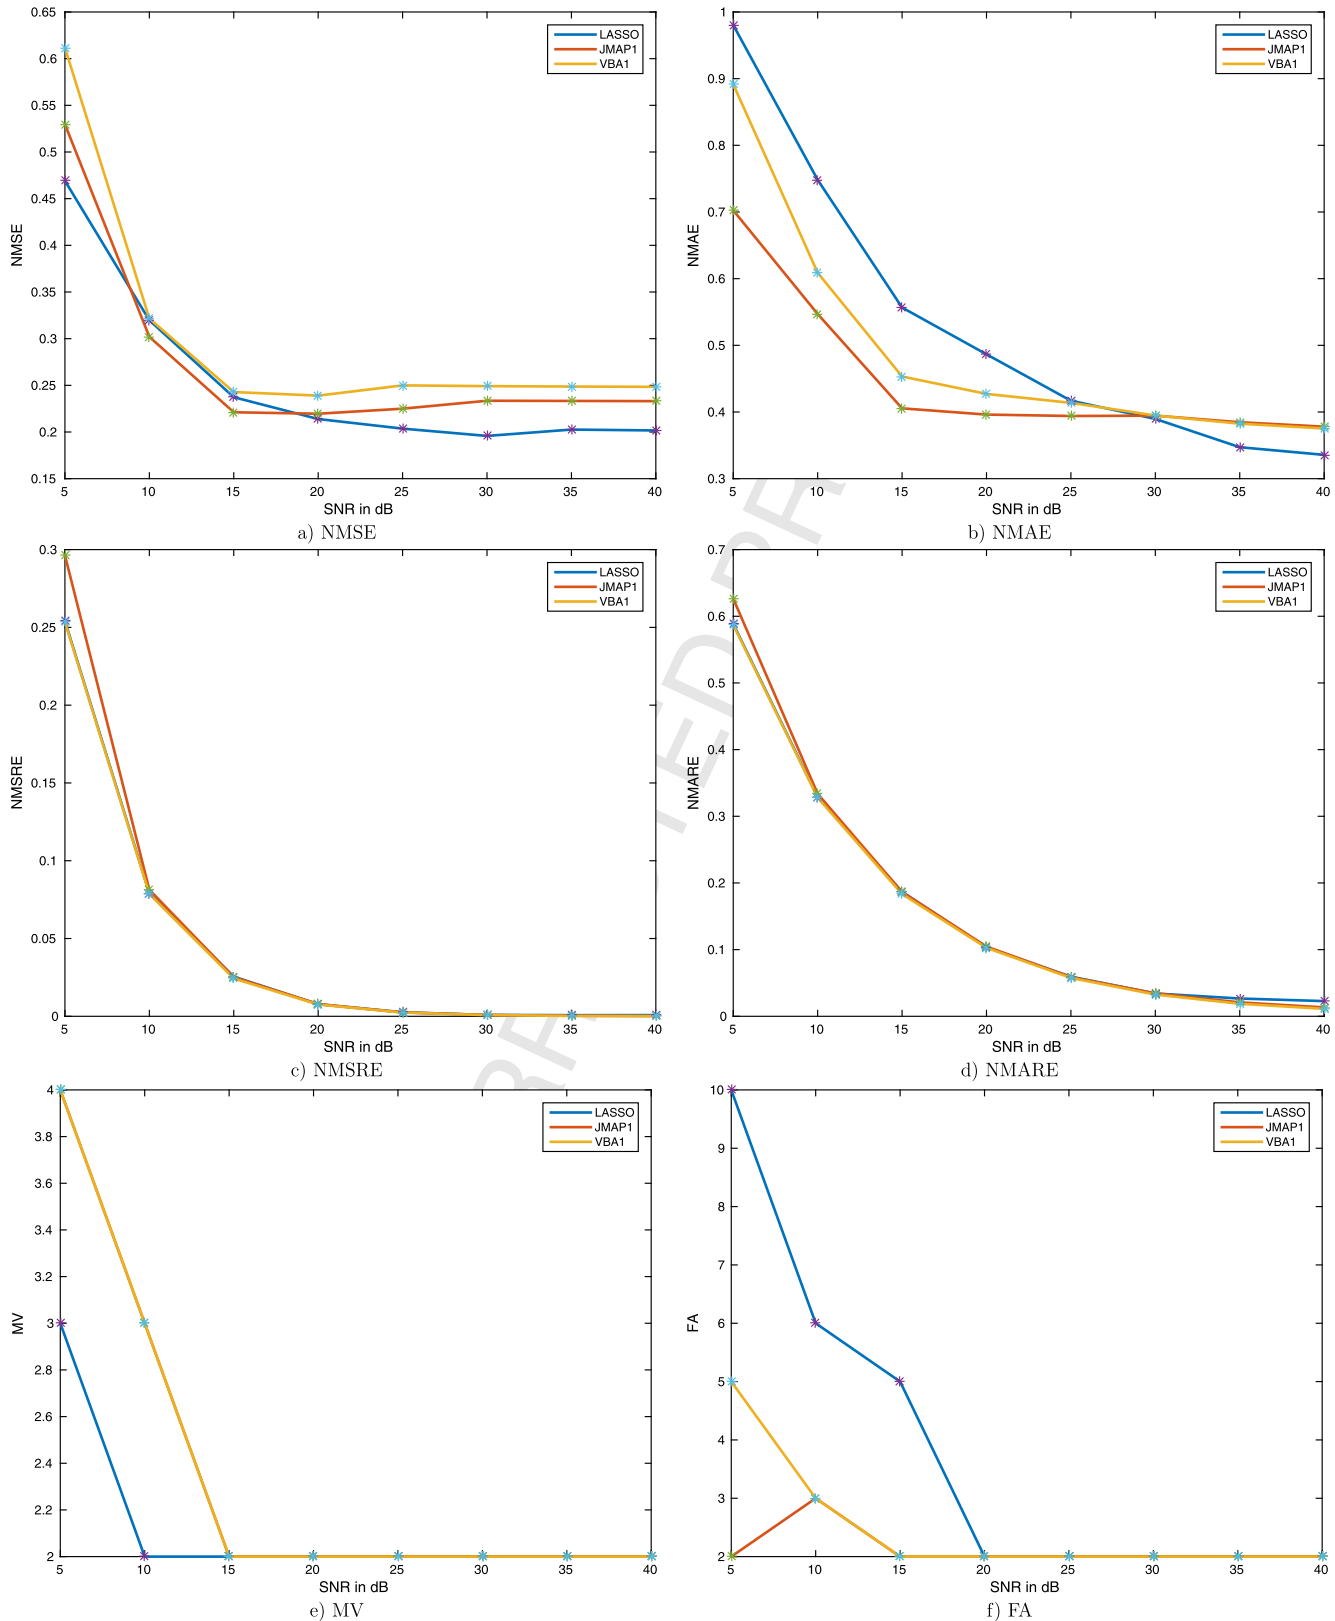 0.65
0.6
0.55
0.5
0.45
0.4
0.35
0.3
0.25
0.2
0.15
NMSE
LASSO
JMAP1
VBA1
5 10 15 20 25 30 35 40
SNR in dB
a) NMSE
1
0.9
0.8
0.7
0.6
0.5
0.4
0.3
NMAE
LASSO
JMAP1
VBA1
5 10 15 20 25 30 35 40
SNR in dB
b) NMAE
0.3
0.25
0.2
0.15
0.1
0.05
0
NMSRE
LASSO
JMAP1
VBA1
5 10 15 20 25 30 35 40
SNR in dB
c) NMSRE
0.7
0.6
0.5
0.4
0.3
0.2
0.1
0
NMARE
LASSO
JMAP1
VBA1
5 10 15 20 25 30 35 40
SNR in dB
d) NMARE
4
3.8
3.6
3.4
3.2
3
2.8
2.6
2.4
2.2
2
MV
LASSO
JMAP1
VBA1
5 10 15 20 25 30 35 40
SNR in dB
e) MV
10
9
8
7
6
5
4
3
2
FA
LASSO
JMAP1
VBA1
5 10 15 20 25 30 35 40
SNR in dB
f) FA